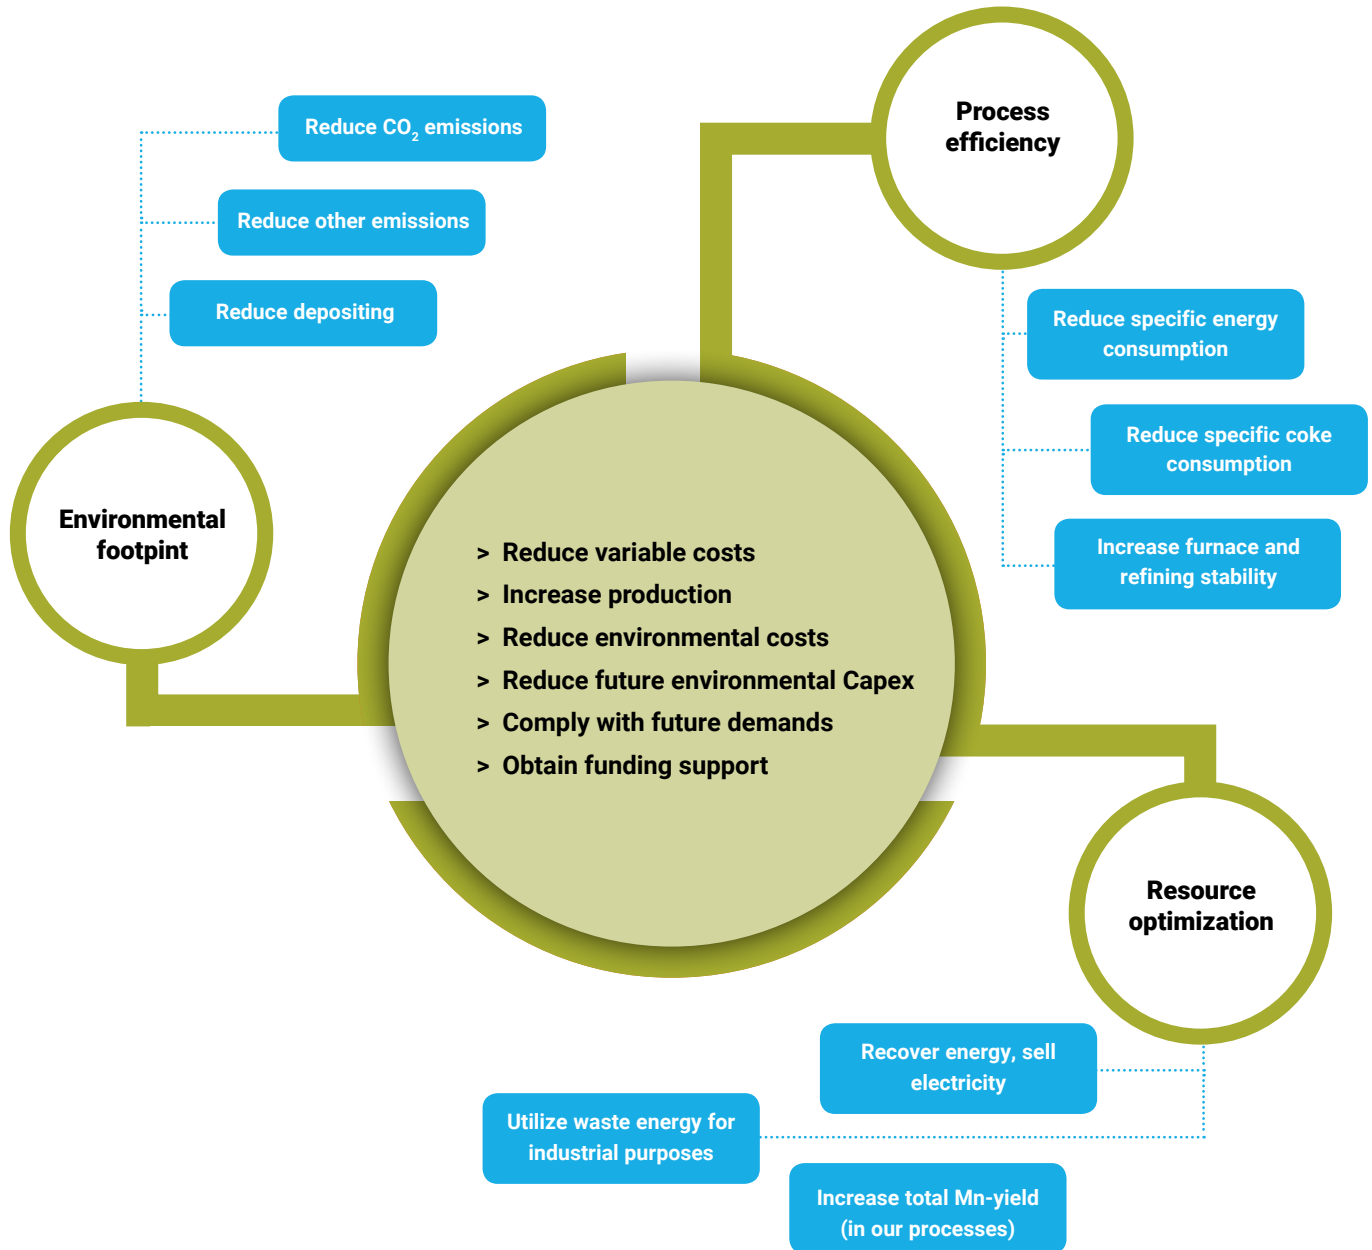 Process
efficiency
Reduce CO₂ emissions
Reduce other emissions
Reduce depositing
Reduce specific energy
consumption
Reduce specific coke
consumption
Increase furnace and
refining stability
Environmental
footpint
> Reduce variable costs
> Increase production
> Reduce environmental costs
> Reduce future environmental Capex
> Comply with future demands
> Obtain funding support
Resource
optimization
Recover energy, sell
electricity
Utilize waste energy for
industrial purposes
Increase total Mn-yield
(in our processes)